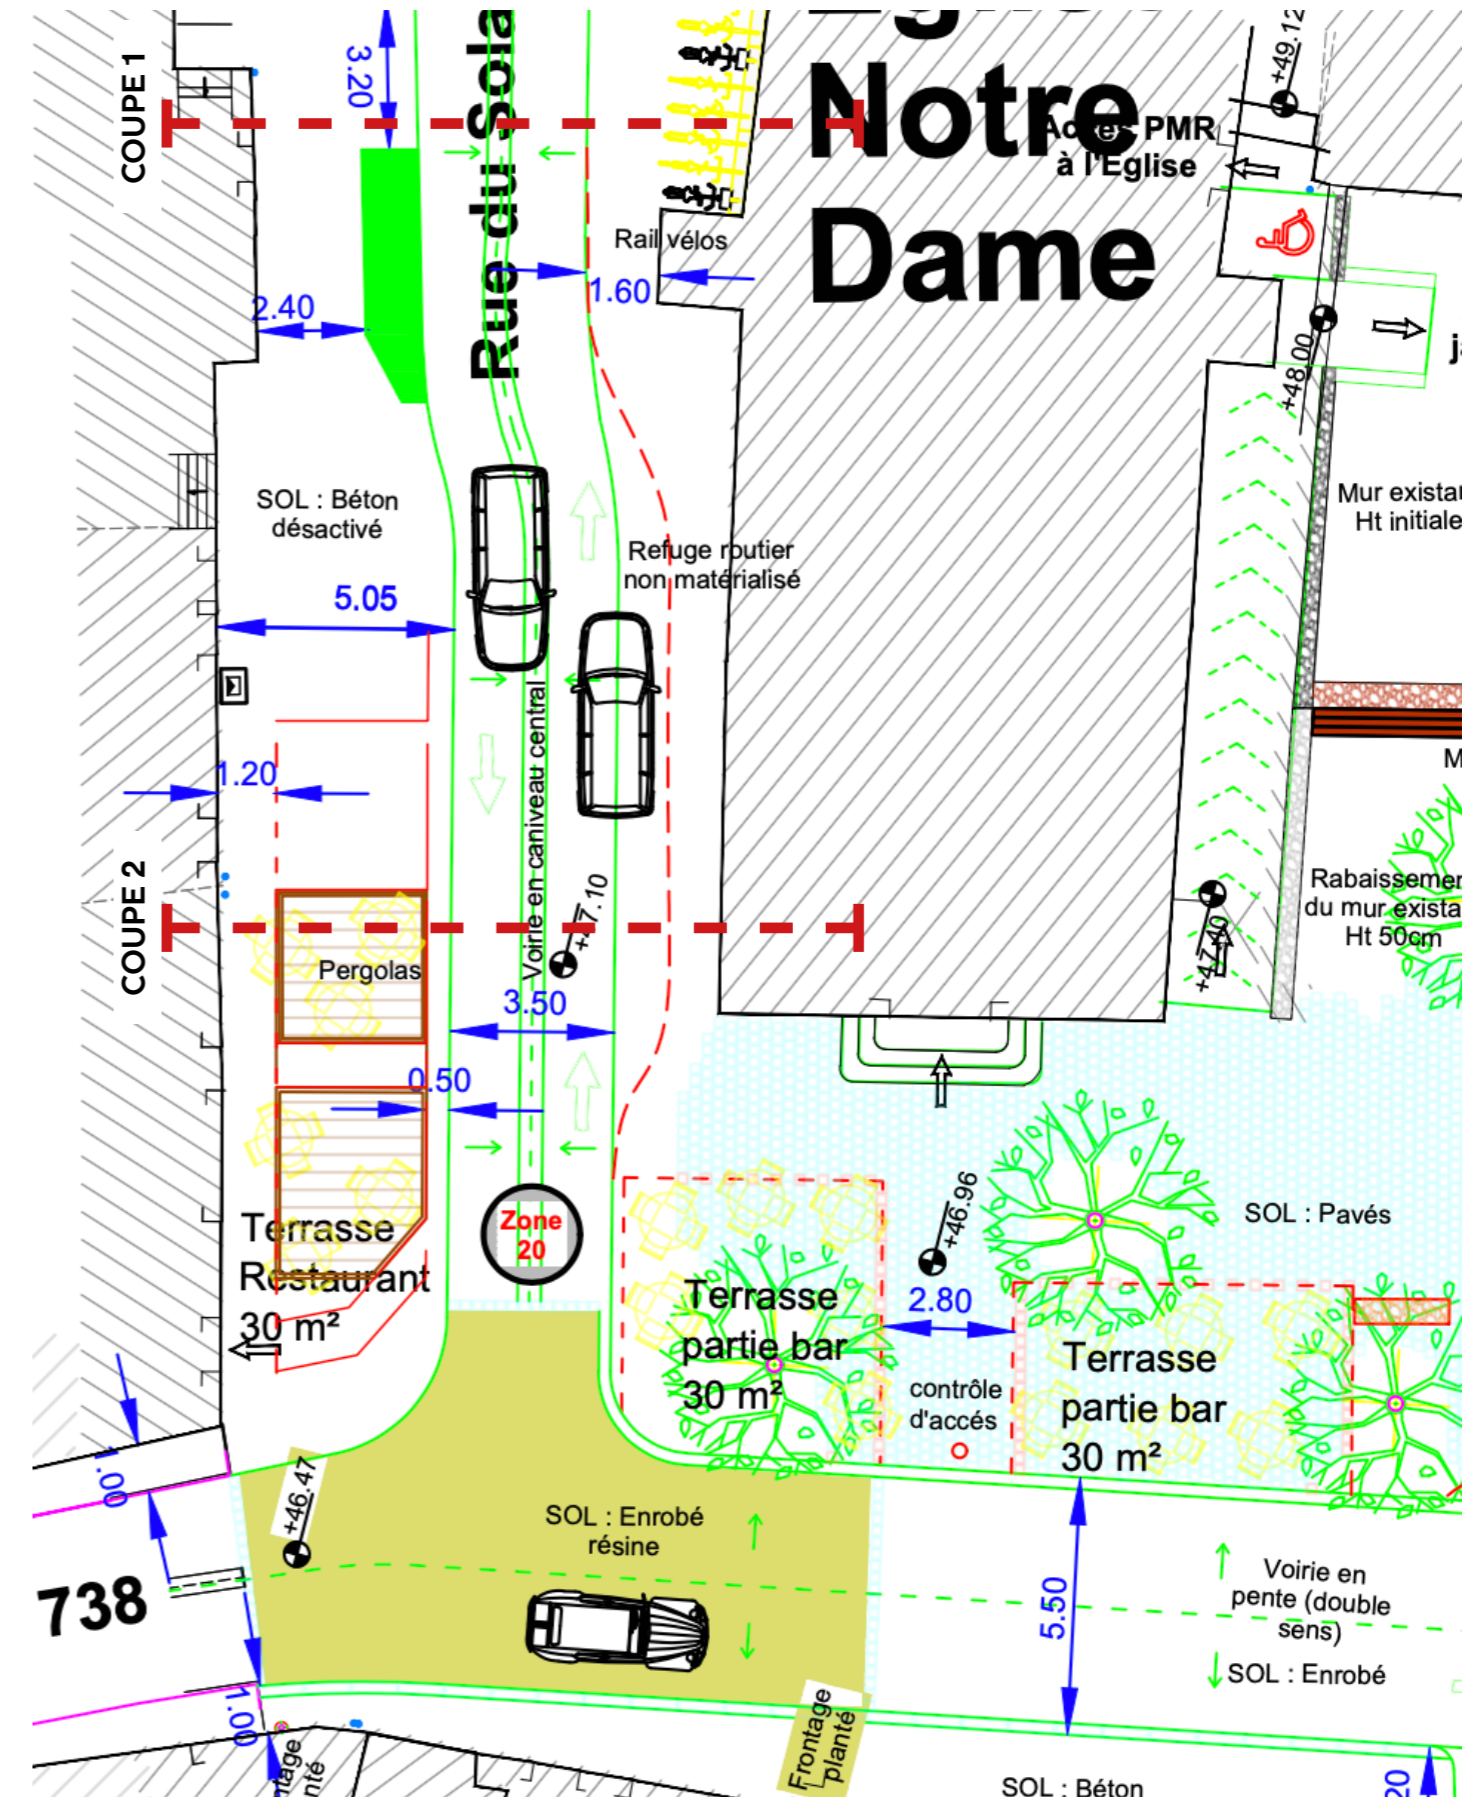 COUPE 1
3.20
Rue du Sola
Notre
Dame
+49.12
Accès PMR
à l'Eglise
Rail vélos
1.60
2.40
+48.00
Mur exista
Ht initiale
SOL : Béton
désactivé
Refuge routier
non matérialisé
5.05
1.20
Voirie en caniveau central
COUPE 2
Pergolas
+47.10
+47.40
Rabaissemer
du mur exista
Ht 50cm
3.50
0.50
Zone
20
Terrasse
Restaurant
30 m²
Terrasse
partie bar
30 m²
+46.96
2.80
SOL : Pavés
contrôle
d'accés
Terrasse
partie bar
30 m²
1.00
+46.47
SOL : Enrobé
résine
738
5.50
Voirie en
pente (double
sens)
SOL : Enrobé
1.00
Frontage
planté
SOL : Béton
20